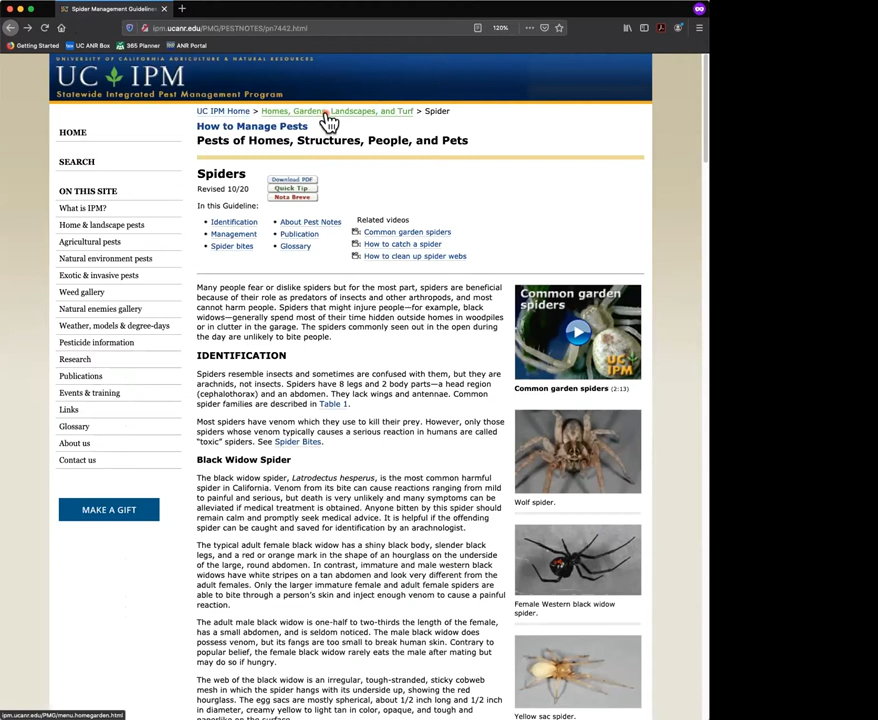 Spider Management Guidelines
ipm.ucanr.edu/PMG/PESTNOTES/pn7442.html
120%
Getting Started
UC ANR Box
365 Planner
ANR Portal
UNIVERSITY OF CALIFORNIA AGRICULTURE & NATURAL RESOURCES
UC IPM
Statewide Integrated Pest Management Program
HOME
SEARCH
ON THIS SITE
What is IPM?
Home & landscape pests
Agricultural pests
Natural environment pests
Exotic & invasive pests
Weed gallery
Natural enemies gallery
Weather, models & degree-days
Pesticide information
Research
Publications
Events & training
Links
Glossary
About us
Contact us
MAKE A GIFT
UC IPM Home > Homes, Gardens, Landscapes, and Turf > Spider
How to Manage Pests
Pests of Homes, Structures, People, and Pets
Spiders
Revised 10/20
Download PDF
Quick Tip
Nota Breve
In this Guideline:
• Identification
• Management
• Spider bites
• About Pest Notes
• Publication
• Glossary
Related videos
Common garden spiders
How to catch a spider
How to clean up spider webs
Many people fear or dislike spiders but for the most part, spiders are beneficial
because of their role as predators of insects and other arthropods, and most
cannot harm people. Spiders that might injure people—for example, black
widows—generally spend most of their time hidden outside homes in woodpiles
or in clutter in the garage. The spiders commonly seen out in the open during
the day are unlikely to bite people.
IDENTIFICATION
Spiders resemble insects and sometimes are confused with them, but they are
arachnids, not insects. Spiders have 8 legs and 2 body parts—a head region
(cephalothorax) and an abdomen. They lack wings and antennae. Common
spider families are described in Table 1.
Most spiders have venom which they use to kill their prey. However, only those
spiders whose venom typically causes a serious reaction in humans are called
"toxic" spiders. See Spider Bites.
Black Widow Spider
The black widow spider, Latrodectus hesperus, is the most common harmful
spider in California. Venom from its bite can cause reactions ranging from mild
to painful and serious, but death is very unlikely and many symptoms can be
alleviated if medical treatment is obtained. Anyone bitten by this spider should
remain calm and promptly seek medical advice. It is helpful if the offending
spider can be caught and saved for identification by an arachnologist.
The typical adult female black widow has a shiny black body, slender black
legs, and a red or orange mark in the shape of an hourglass on the underside
of the large, round abdomen. In contrast, immature and male western black
widows have white stripes on a tan abdomen and look very different from the
adult females. Only the larger immature female and adult female spiders are
able to bite through a person's skin and inject enough venom to cause a painful
reaction.
The adult male black widow is one-half to two-thirds the length of the female,
has a small abdomen, and is seldom noticed. The male black widow does
possess venom, but its fangs are too small to break human skin. Contrary to
popular belief, the female black widow rarely eats the male after mating but
may do so if hungry.
The web of the black widow is an irregular, tough-stranded, sticky cobweb
mesh in which the spider hangs with its underside up, showing the red
hourglass. The egg sacs are mostly spherical, about 1/2 inch long and 1/2 inch
in diameter, creamy yellow to light tan in color, opaque, and tough and
paperlike on the surface.
Common garden
spiders
UC
IPM
Common garden spiders (2:13)
Wolf spider.
Female Western black widow
spider.
Yellow sac spider.
ipm.ucanr.edu/PMG/menu.homegarden.html